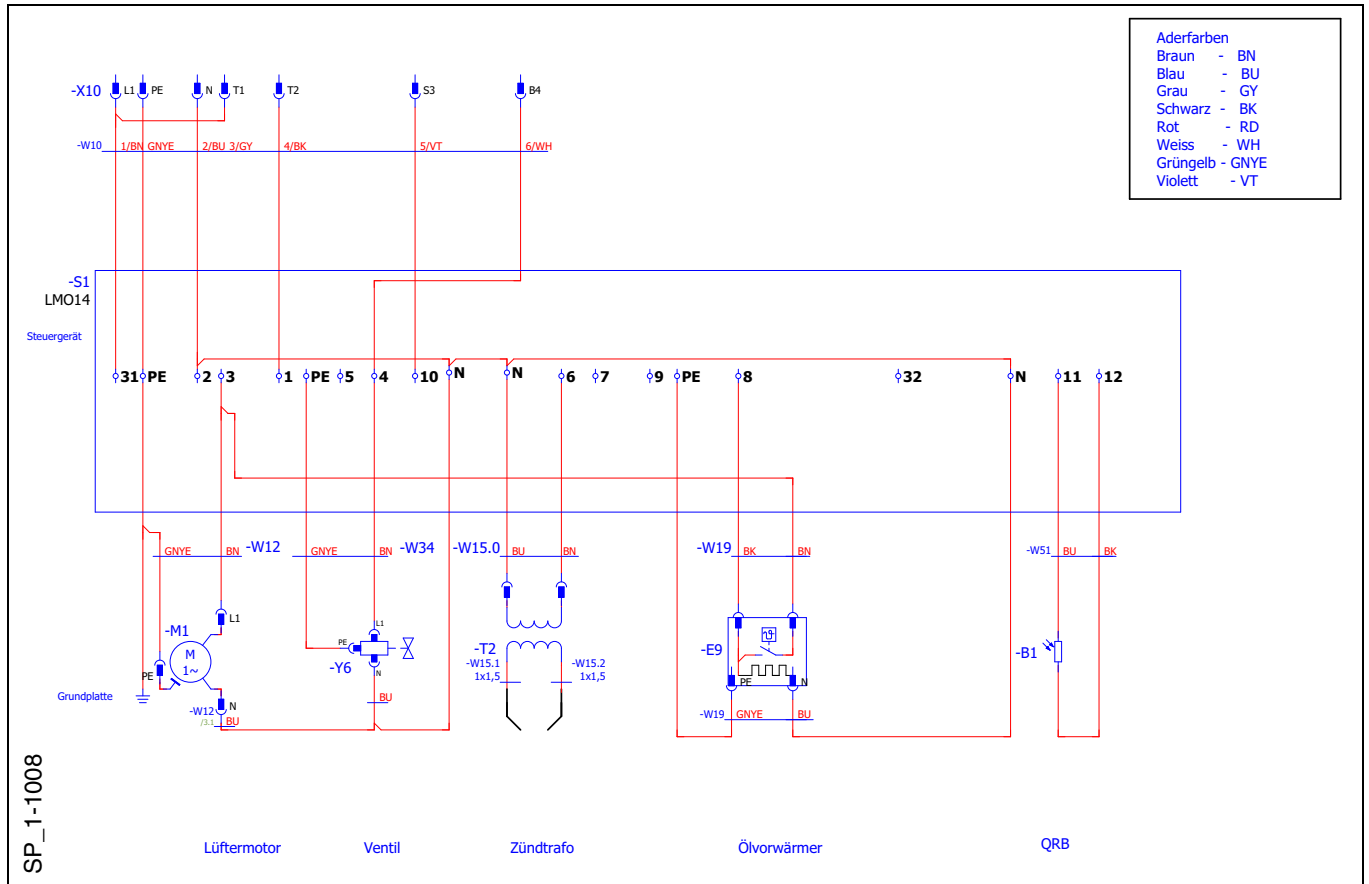 Aderfarben
Braun - BN
Blau - BU
Grau - GY
Schwarz - BK
Rot - RD
Weiss - WH
Grüngelb - GNYE
Violett - VT
-X10 L1 PE N T1 T2 S3 B4
-W10 1/BN GNYE 2/BU 3/GY 4/BK 5/VT 6/WH
-S1
LMO14
Steuergerät
31 PE 2 3 1 PE 5 4 10 N N 6 7 9 PE 8 32 N 11 12
GNYE BN -W12 GNYE BN -W34 -W15.0 BU BN -W19 BK BN -W51 BU BK
L1 L1
-M1
M
1~
PE
PE
-Y6
N
-T2
-W15.1
1x1,5
-W15.2
1x1,5
-E9
ϑ
PE N
-B1
Grundplatte
-W12 N
/3.1 BU
BU
-W19 GNYE BU
SP_1-1008
Lüftermotor Ventil Zündtrafo Ölvorwärmer QRB